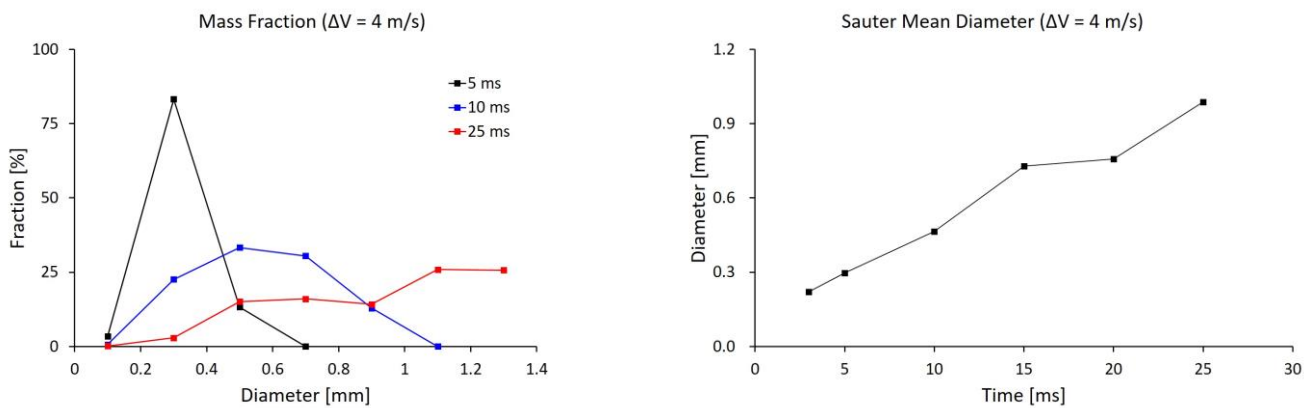 Mass Fraction (ΔV = 4 m/s)
100
75
50
25
0
Fraction [%]
5 ms
10 ms
25 ms
0 0.2 0.4 0.6 0.8 1 1.2 1.4
Diameter [mm]
Sauter Mean Diameter (ΔV = 4 m/s)
1.2
0.9
0.6
0.3
0.0
Diameter [mm]
0 5 10 15 20 25 30
Time [ms]